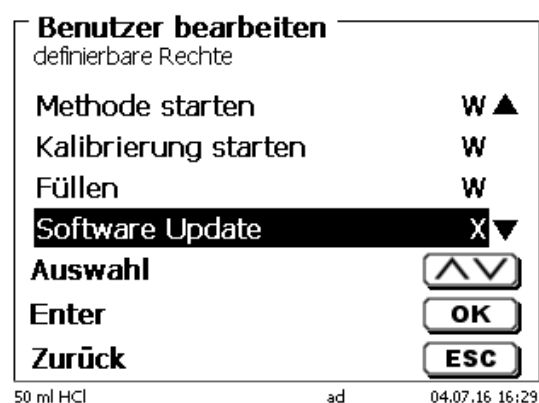 Benutzer bearbeiten
definierbare Rechte
Methode starten W
Kalibrierung starten W
Füllen W
Software Update X
Auswahl
Enter OK
Zurück ESC
50 ml HCl ad 04.07.16 16:29